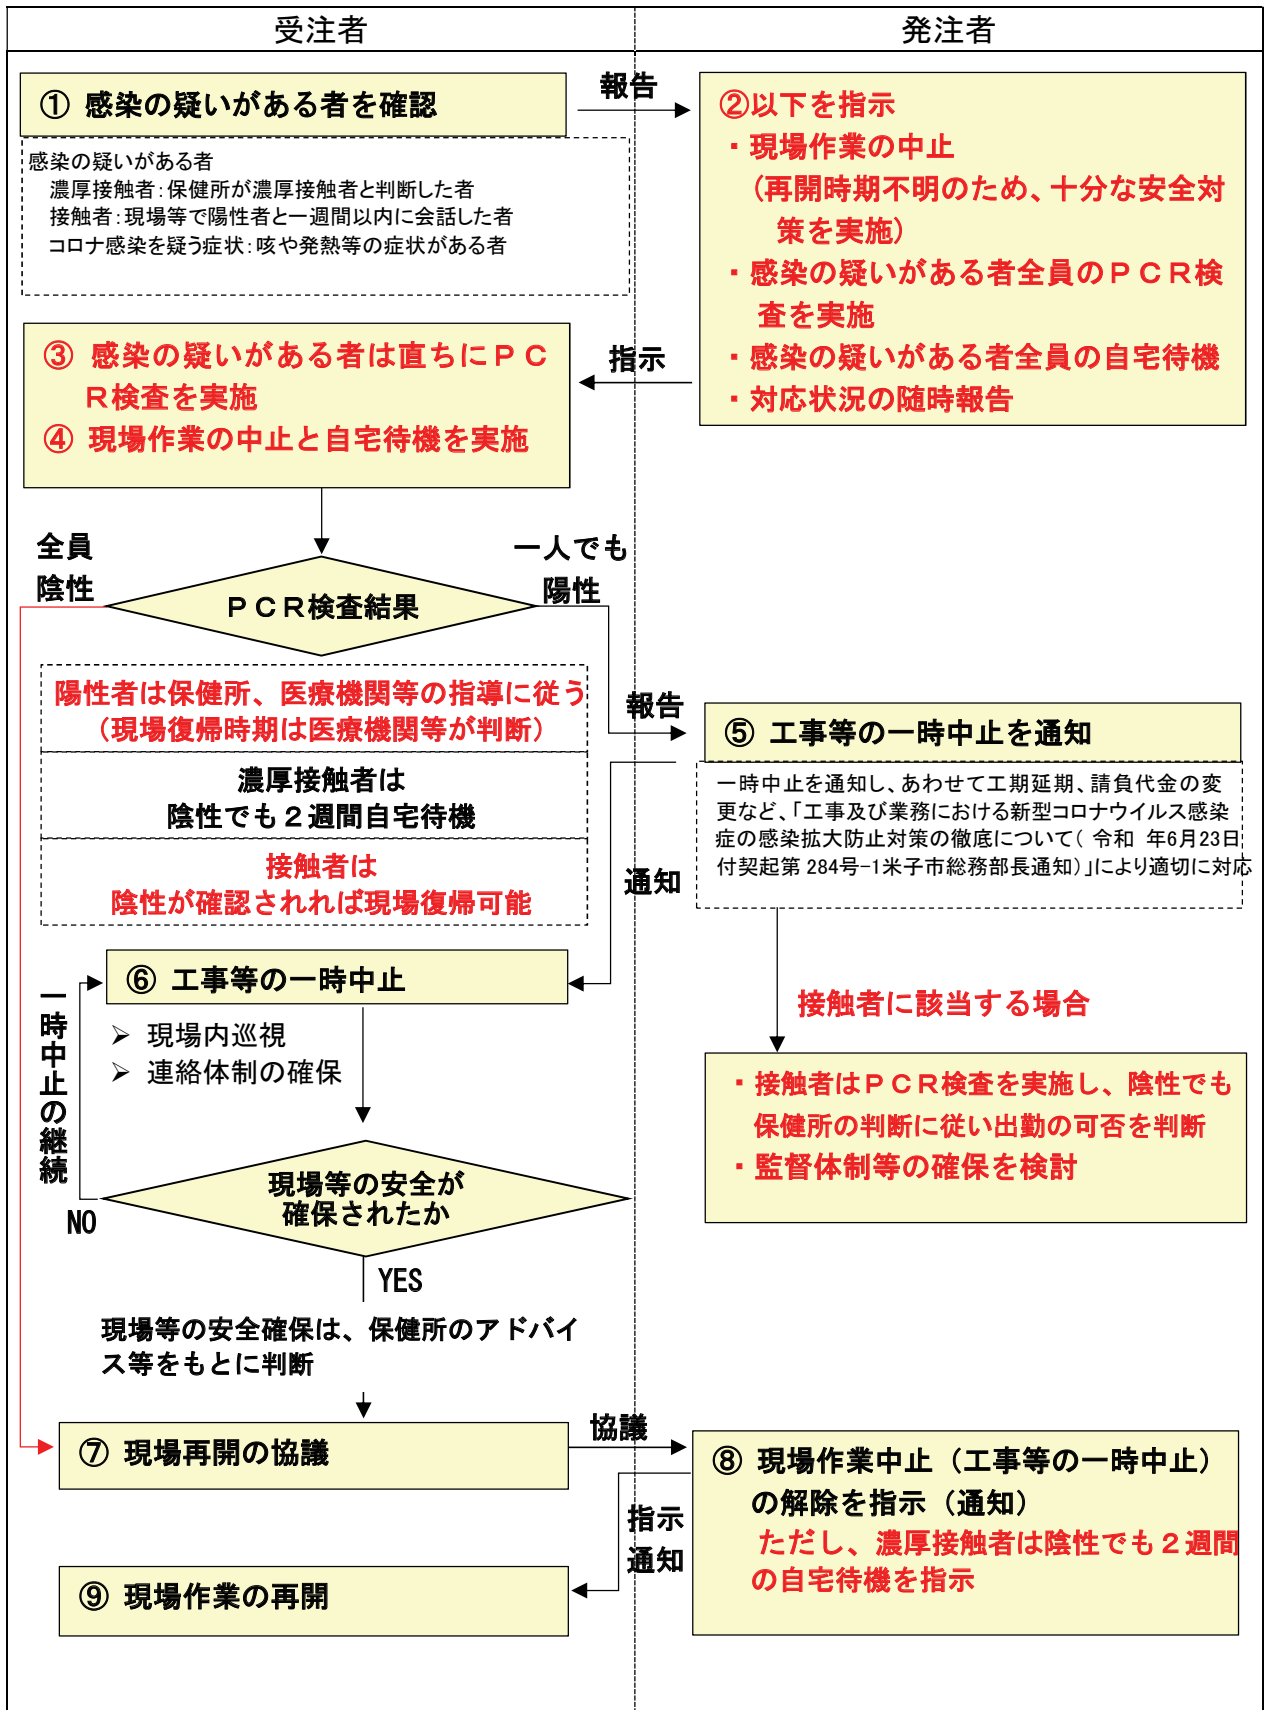 受注者
発注者
① 感染の疑いがある者を確認
報告
感染の疑いがある者
濃厚接触者：保健所が濃厚接触者と判断した者
接触者：現場等で陽性者と一週間以内に会話した者
コロナ感染を疑う症状：咳や発熱等の症状がある者
②以下を指示
・現場作業の中止
（再開時期不明のため、十分な安全対
策を実施）
・感染の疑いがある者全員のＰＣＲ検
査を実施
・感染の疑いがある者全員の自宅待機
・対応状況の随時報告
指示
③ 感染の疑いがある者は直ちにＰＣ
Ｒ検査を実施
④ 現場作業の中止と自宅待機を実施
全員
陰性
一人でも
陽性
ＰＣＲ検査結果
陽性者は保健所、医療機関等の指導に従う
（現場復帰時期は医療機関等が判断）
濃厚接触者は
陰性でも２週間自宅待機
接触者は
陰性が確認されれば現場復帰可能
報告
⑤ 工事等の一時中止を通知
一時中止を通知し、あわせて工期延期、請負代金の変
更など、「工事及び業務における新型コロナウイルス感染
症の感染拡大防止対策の徹底について（ 令和 年6月23日
付契起第 284号-1米子市総務部長通知）」により適切に対応
通知
⑥ 工事等の一時中止
➢ 現場内巡視
➢ 連絡体制の確保
一時中止の継続
接触者に該当する場合
・接触者はＰＣＲ検査を実施し、陰性でも
保健所の判断に従い出勤の可否を判断
・監督体制等の確保を検討
現場等の安全が
確保されたか
NO
YES
現場等の安全確保は、保健所のアドバイ
ス等をもとに判断
⑦ 現場再開の協議
協議
⑧ 現場作業中止（工事等の一時中止）
の解除を指示（通知）
ただし、濃厚接触者は陰性でも２週間
の自宅待機を指示
指示
通知
⑨ 現場作業の再開